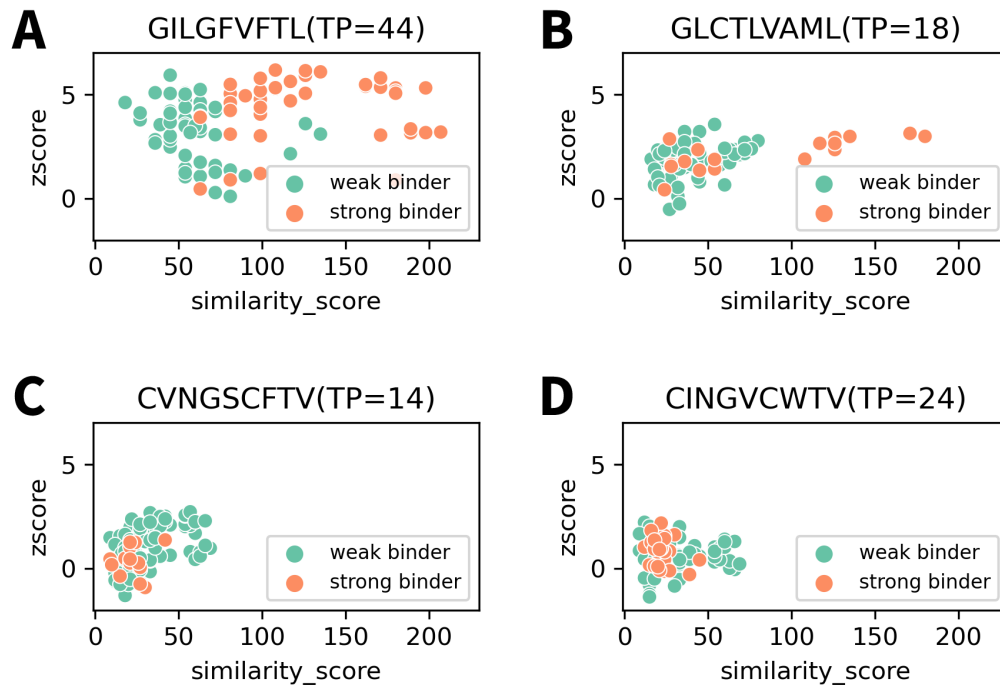 A
GILGFVFTL(TP=44)
zscore
5
0
weak binder
strong binder
0 50 100 150 200
similarity_score
B
GLCTLVAML(TP=18)
zscore
5
0
weak binder
strong binder
0 50 100 150 200
similarity_score
C
CVNGSCFTV(TP=14)
zscore
5
0
weak binder
strong binder
0 50 100 150 200
similarity_score
D
CINGVCWTV(TP=24)
zscore
5
0
weak binder
strong binder
0 50 100 150 200
similarity_score